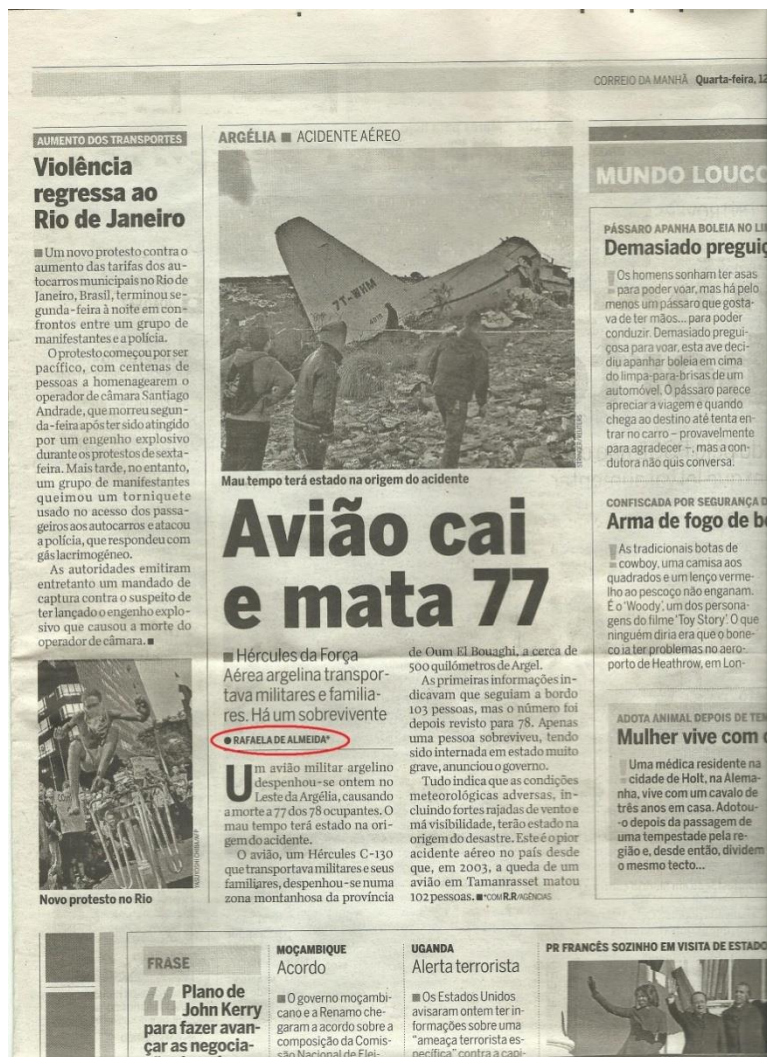 CORREIO DA MANHÃ Quarta-feira, 12
AUMENTO DOS TRANSPORTES
Violência
regressa ao
Rio de Janeiro
■ Um novo protesto contra o
aumento das tarifas dos au-
tocarros municipais no Rio de
Janeiro, Brasil, terminou se-
gunda-feira à noite em con-
frontos entre um grupo de
manifestantes e a polícia.
O protesto começou por ser
pacífico, com centenas de
pessoas a homenagearem o
operador de câmara Santiago
Andrade, que morreu segun-
da-feira após ter sido atingido
por um engenho explosivo
durante os protestos de sexta-
feira. Mais tarde, no entanto,
um grupo de manifestantes
queimou um torniquete
usado no acesso dos passa-
geiros aos autocarros e atacou
a polícia, que respondeu com
gás lacrimogéneo.
As autoridades emitiram
entretanto um mandado de
captura contra o suspeito de
ter lançado o engenho explo-
sivo que causou a morte do
operador de câmara. ■
Novo protesto no Rio
ARGÉLIA ■ ACIDENTE AÉREO
7T-WHM
STRINGER/REUTERS
Mau tempo terá estado na origem do acidente
Avião cai
e mata 77
■ Hércules da Força
Aérea argelina transpor-
tava militares e familia-
res. Há um sobrevivente
● RAFAELA DE ALMEIDA*
Um avião militar argelino
despenhou-se ontem no
Leste da Argélia, causando
a morte a 77 dos 78 ocupantes. O
mau tempo terá estado na ori-
gem do acidente.
O avião, um Hércules C-130
que transportava militares e seus
familiares, despenhou-se numa
zona montanhosa da província
de Oum El Bouaghi, a cerca de
500 quilómetros de Argel.
As primeiras informações in-
dicavam que seguiam a bordo
103 pessoas, mas o número foi
depois revisto para 78. Apenas
uma pessoa sobreviveu, tendo
sido internada em estado muito
grave, anunciou o governo.
Tudo indica que as condições
meteorológicas adversas, in-
cluindo fortes rajadas de vento e
má visibilidade, terão estado na
origem do desastre. Este é o pior
acidente aéreo no país desde
que, em 2003, a queda de um
avião em Tamanrasset matou
102 pessoas. ■ *COM R.R/AGÊNCIAS
MUNDO LOUCO
PÁSSARO APANHA BOLEIA NO LI
Demasiado preguiç
Os homens sonham ter asas
para poder voar, mas há pelo
menos um pássaro que gosta-
va de ter mãos... para poder
conduzir. Demasiado pregui-
çosa para voar, esta ave deci-
diu apanhar boleia em cima
do limpa-para-brisas de um
automóvel. O pássaro parece
apreciar a viagem e quando
chega ao destino até tenta en-
trar no carro – provavelmente
para agradecer –, mas a con-
dutora não quis conversa.
CONFISCADA POR SEGURANÇA D
Arma de fogo de b
As tradicionais botas de
cowboy, uma camisa aos
quadrados e um lenço verme-
lho ao pescoço não enganam.
É o 'Woody', um dos persona-
gens do filme 'Toy Story'. O que
ninguém diria era que o bone-
co ia ter problemas no aero-
porto de Heathrow, em Lon-
ADOTA ANIMAL DEPOIS DE TEM
Mulher vive com
Uma médica residente na
cidade de Holt, na Alema-
nha, vive com um cavalo de
três anos em casa. Adotou-
-o depois da passagem de
uma tempestade pela re-
gião e, desde então, dividem
o mesmo tecto...
FRASE
Plano de
John Kerry
para fazer avan-
çar as negocia-
MOÇAMBIQUE
Acordo
■ O governo moçambi-
cano e a Renamo che-
garam a acordo sobre a
composição da Comis-
são Nacional de Elei-
UGANDA
Alerta terrorista
■ Os Estados Unidos
avisaram ontem ter in-
formações sobre uma
"ameaça terrorista es-
pecífica" contra a capi-
PR FRANCÊS SOZINHO EM VISITA DE ESTADO